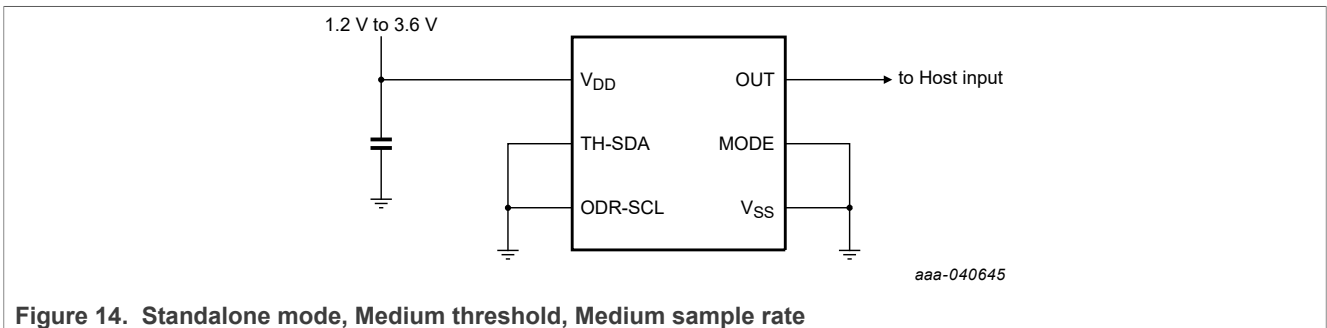 1.2 V to 3.6 V
VDD
OUT
to Host input
TH-SDA
MODE
ODR-SCL
VSS
aaa-040645
Figure 14. Standalone mode, Medium threshold, Medium sample rate